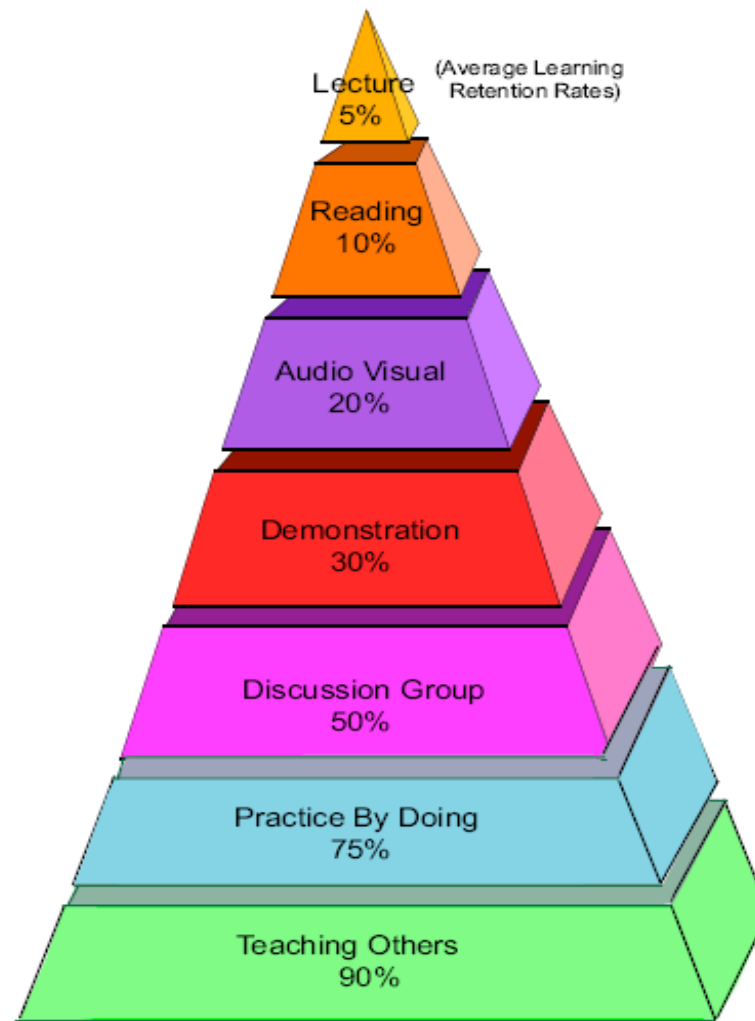 Lecture
5%
(Average Learning
Retention Rates)
Reading
10%
Audio Visual
20%
Demonstration
30%
Discussion Group
50%
Practice By Doing
75%
Teaching Others
90%